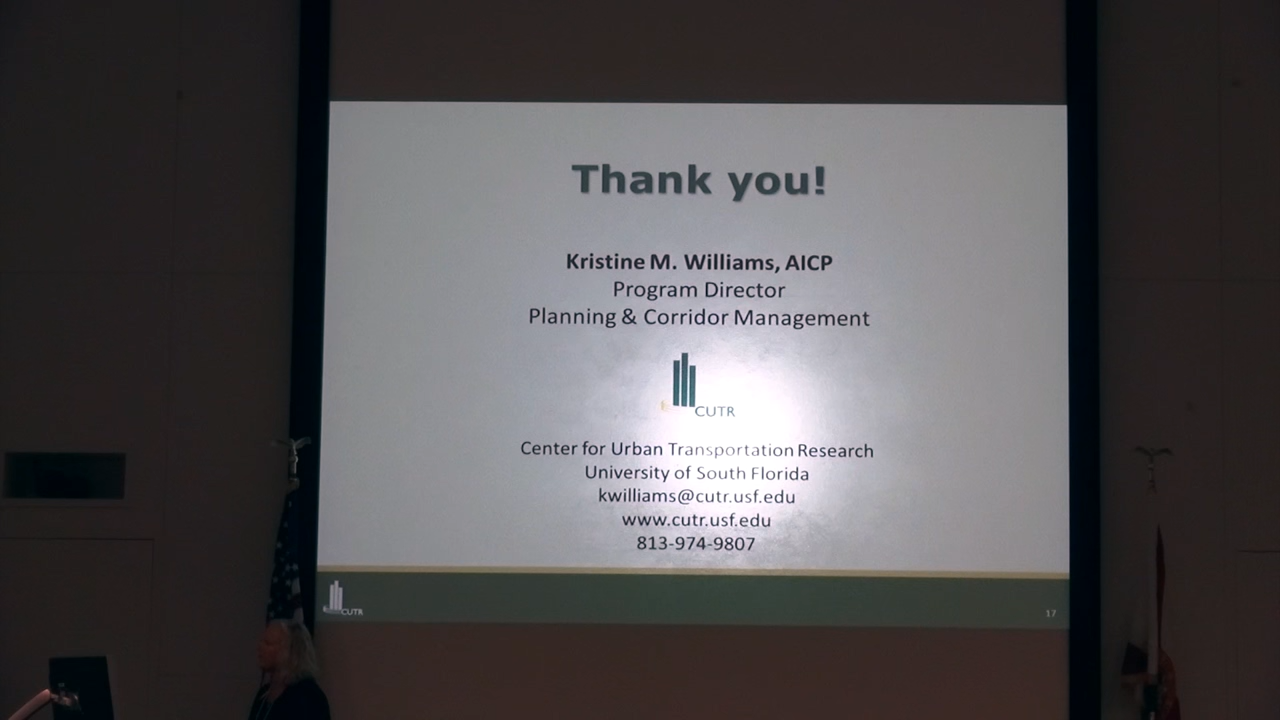 Thank you!
Kristine M. Williams, AICP
Program Director
Planning & Corridor Management
CUTR
Center for Urban Transportation Research
University of South Florida
kwilliams@cutr.usf.edu
www.cutr.usf.edu
813-974-9807
CUTR
17